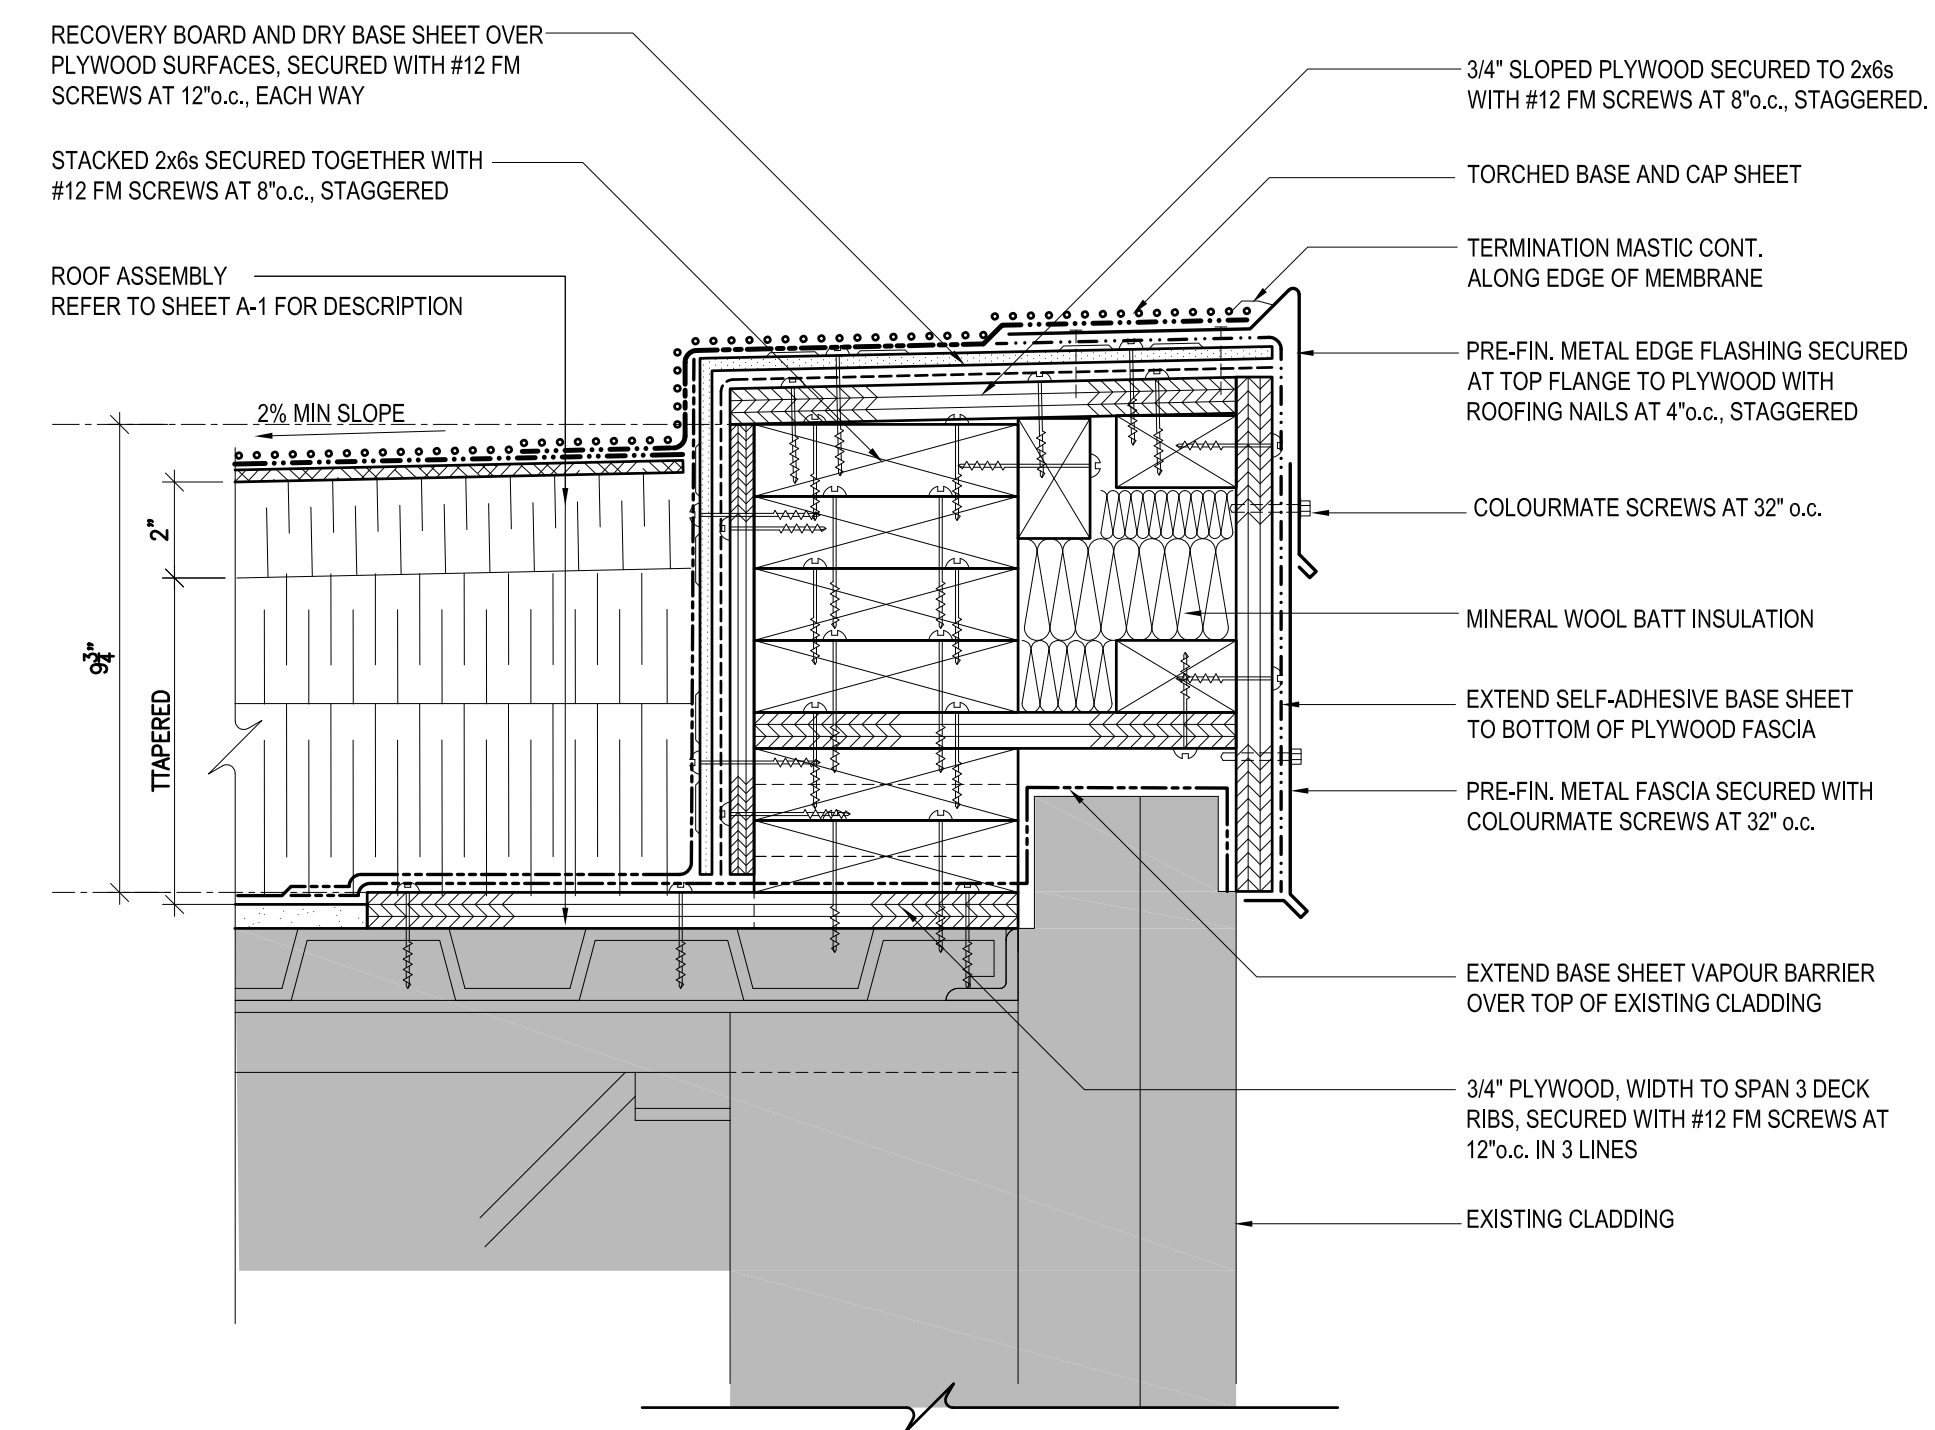 RECOVERY BOARD AND DRY BASE SHEET OVER
PLYWOOD SURFACES, SECURED WITH #12 FM
SCREWS AT 12"o.c., EACH WAY
STACKED 2x6s SECURED TOGETHER WITH
#12 FM SCREWS AT 8"o.c., STAGGERED
ROOF ASSEMBLY
REFER TO SHEET A-1 FOR DESCRIPTION
2% MIN SLOPE
2"
9 3/4"
TTAPERED
3/4" SLOPED PLYWOOD SECURED TO 2x6s
WITH #12 FM SCREWS AT 8"o.c., STAGGERED.
TORCHED BASE AND CAP SHEET
TERMINATION MASTIC CONT.
ALONG EDGE OF MEMBRANE
PRE-FIN. METAL EDGE FLASHING SECURED
AT TOP FLANGE TO PLYWOOD WITH
ROOFING NAILS AT 4"o.c., STAGGERED
COLOURMATE SCREWS AT 32" o.c.
MINERAL WOOL BATT INSULATION
EXTEND SELF-ADHESIVE BASE SHEET
TO BOTTOM OF PLYWOOD FASCIA
PRE-FIN. METAL FASCIA SECURED WITH
COLOURMATE SCREWS AT 32" o.c.
EXTEND BASE SHEET VAPOUR BARRIER
OVER TOP OF EXISTING CLADDING
3/4" PLYWOOD, WIDTH TO SPAN 3 DECK
RIBS, SECURED WITH #12 FM SCREWS AT
12"o.c. IN 3 LINES
EXISTING CLADDING